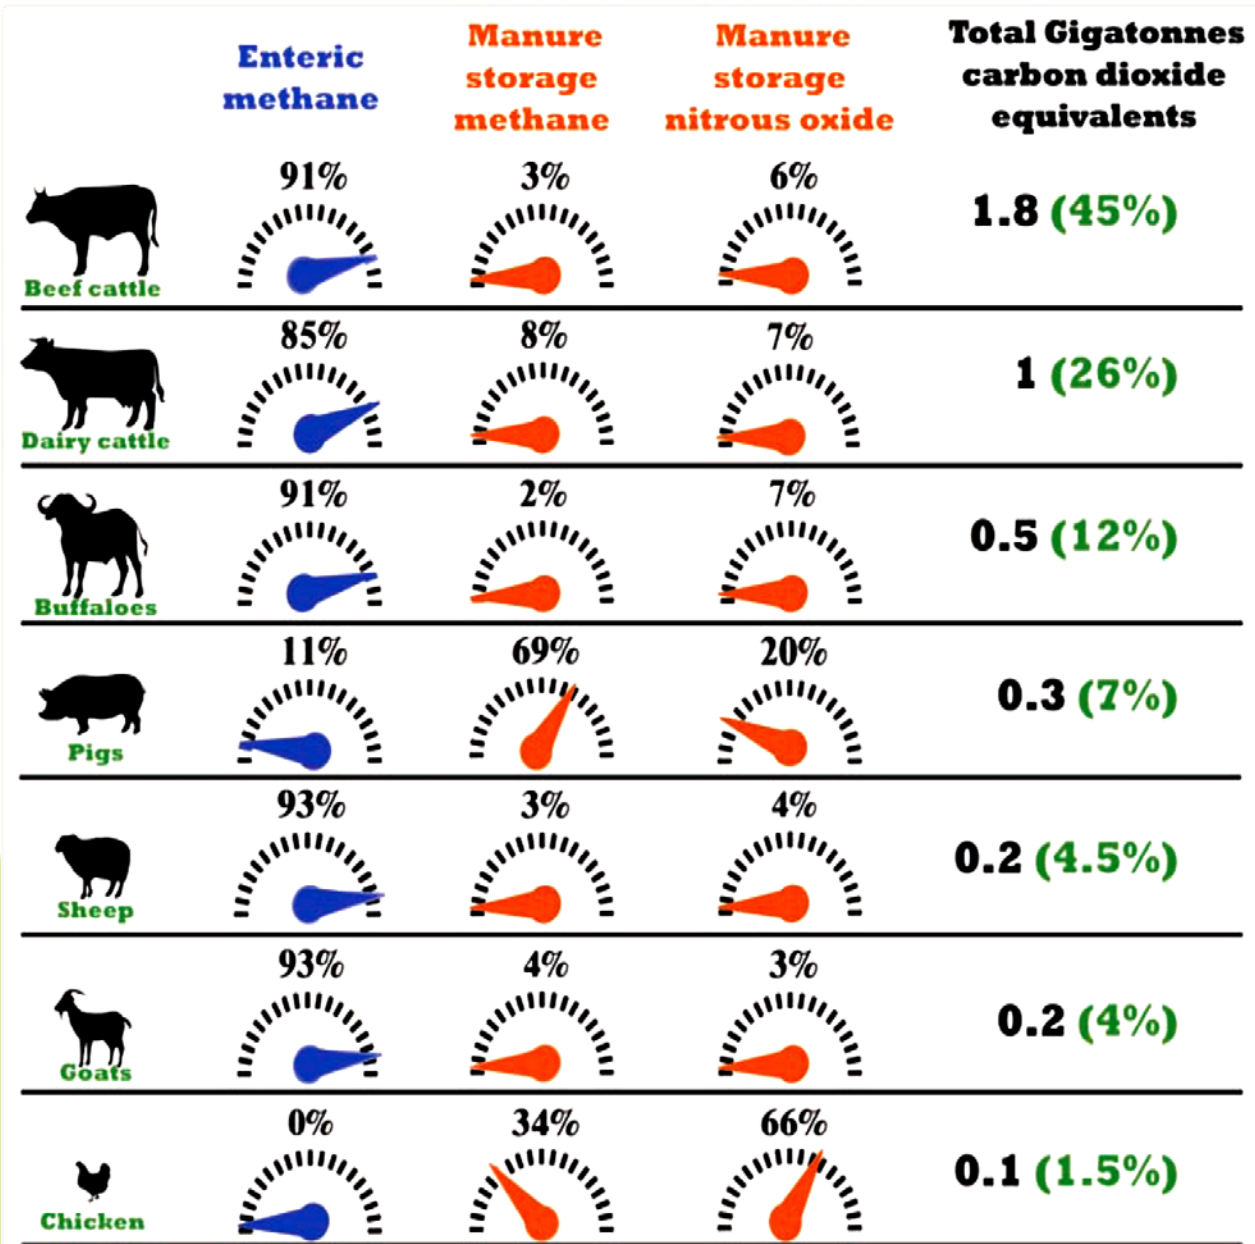 Enteric
methane
Manure
storage
methane
Manure
storage
nitrous oxide
Total Gigatonnes
carbon dioxide
equivalents
91% 3% 6%
1.8 (45%)
Beef cattle
85% 8% 7%
1 (26%)
Dairy cattle
91% 2% 7%
0.5 (12%)
Buffaloes
11% 69% 20%
0.3 (7%)
Pigs
93% 3% 4%
0.2 (4.5%)
Sheep
93% 4% 3%
0.2 (4%)
Goats
0% 34% 66%
0.1 (1.5%)
Chicken